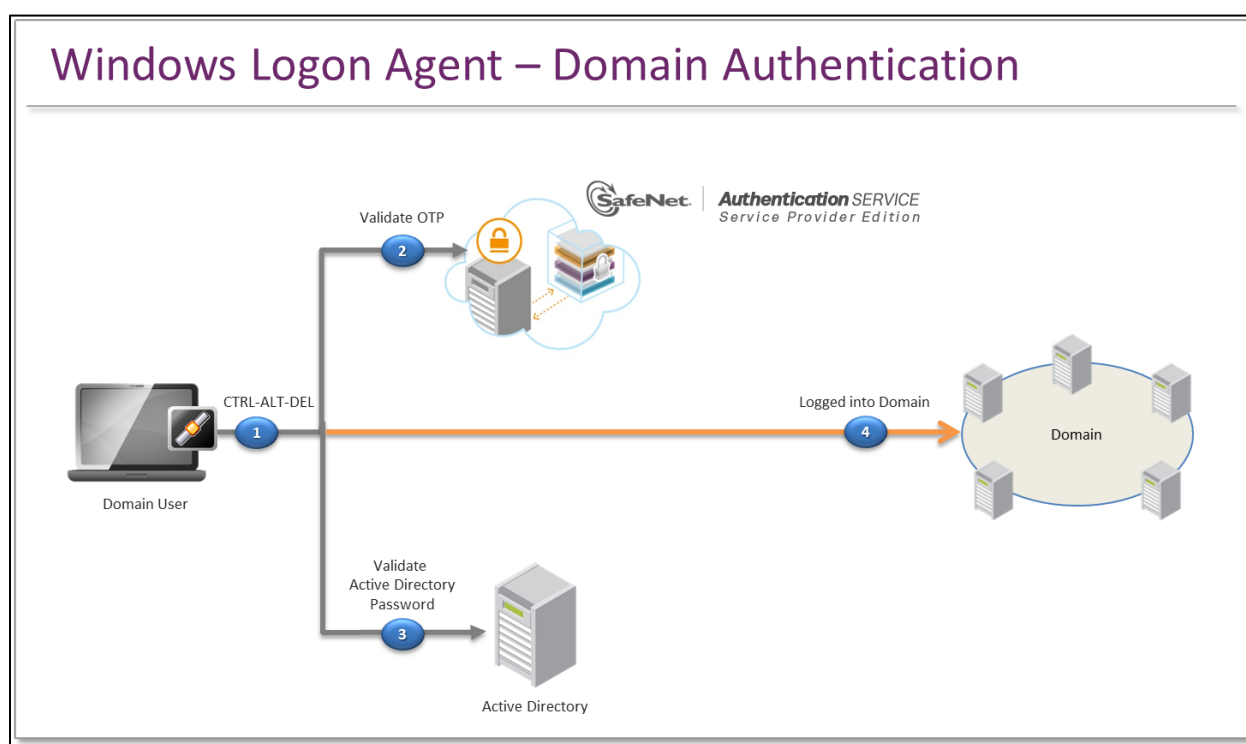 Windows Logon Agent – Domain Authentication
SafeNet.
Authentication SERVICE
Service Provider Edition
Validate OTP
2
CTRL-ALT-DEL
1
Domain User
Logged into Domain
4
Domain
Validate
Active Directory
Password
3
Active Directory